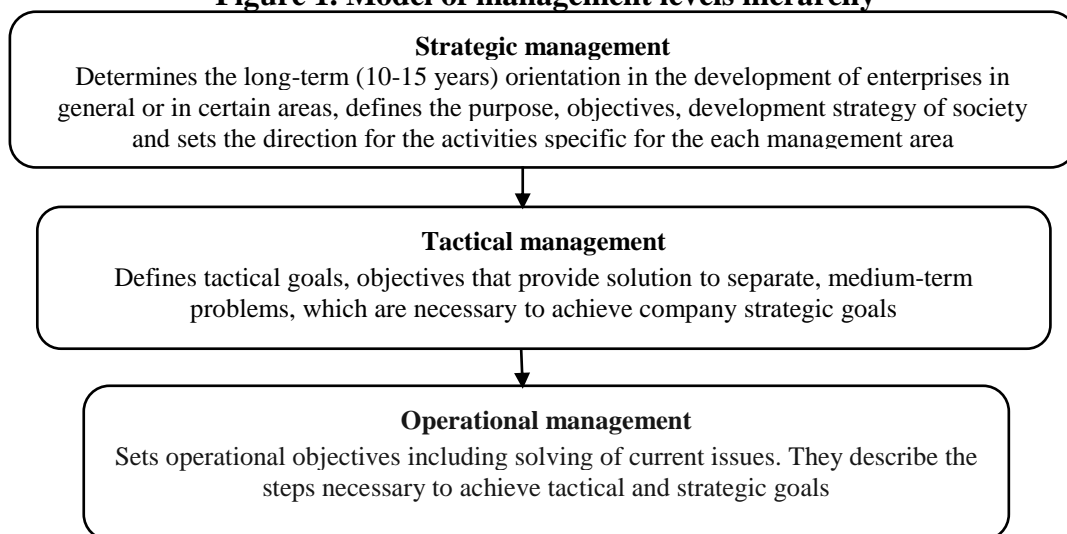 Figure 1. Model of management levels hierarchy
Strategic management
Determines the long-term (10-15 years) orientation in the development of enterprises in
general or in certain areas, defines the purpose, objectives, development strategy of society
and sets the direction for the activities specific for the each management area
Tactical management
Defines tactical goals, objectives that provide solution to separate, medium-term
problems, which are necessary to achieve company strategic goals
Operational management
Sets operational objectives including solving of current issues. They describe the
steps necessary to achieve tactical and strategic goals